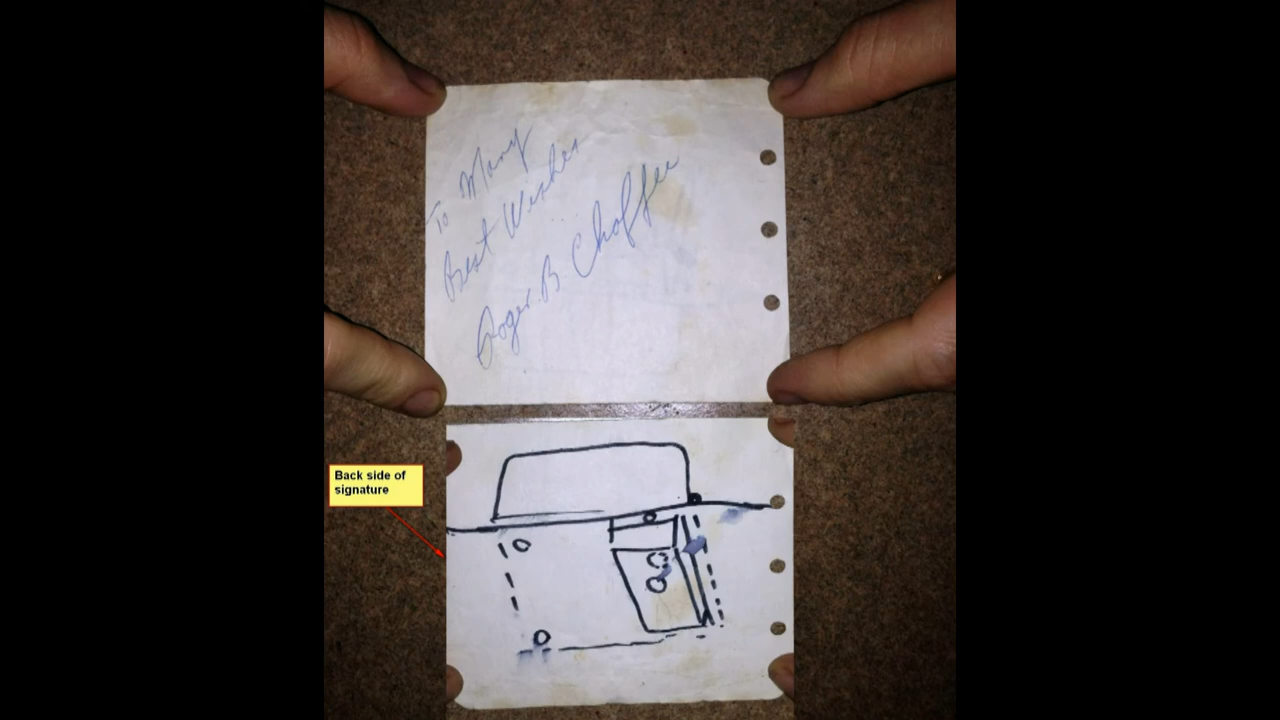 To Mary
Best Wishes
Roger B Chaffee
Back side of
signature